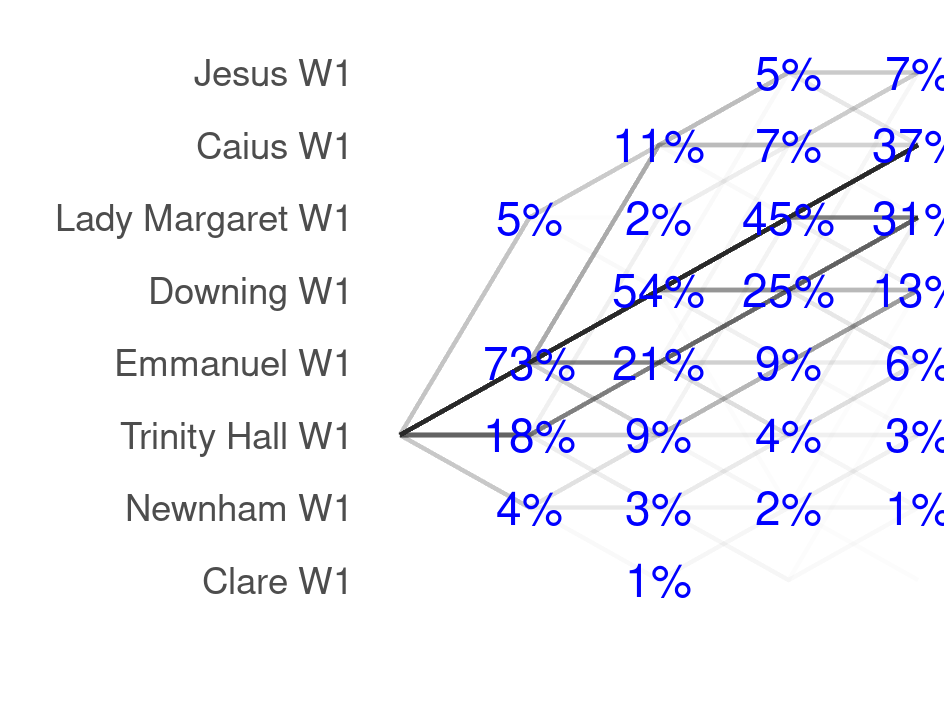 Jesus W1 5% 7%
Caius W1 11% 7% 37%
Lady Margaret W1 5% 2% 45% 31%
Downing W1 54% 25% 13%
Emmanuel W1 73% 21% 9% 6%
Trinity Hall W1 18% 9% 4% 3%
Newnham W1 4% 3% 2% 1%
Clare W1 1%